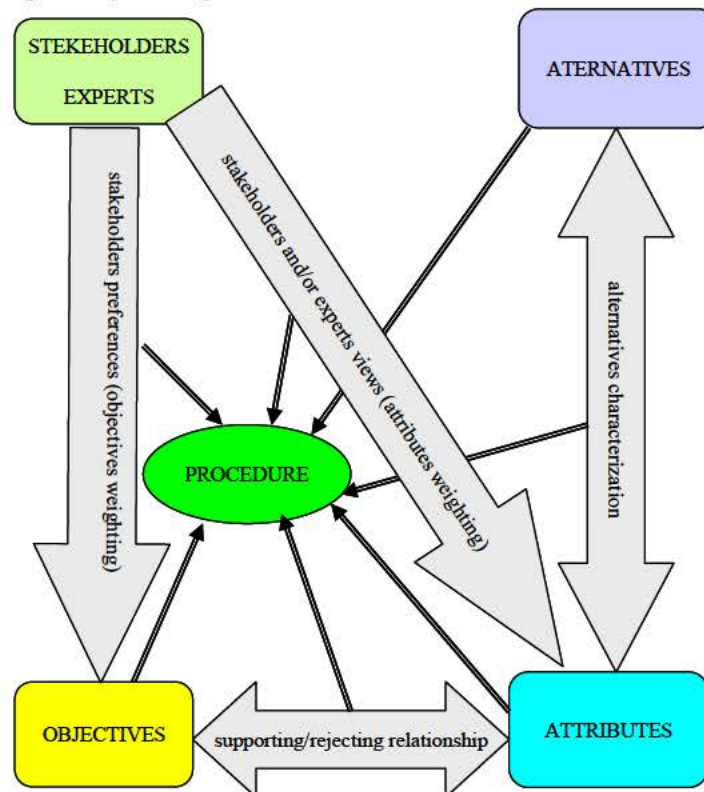 STEKEHOLDERS
EXPERTS
ATERNATIVES
stakeholders preferences (objectives weighting)
stakeholders and/or experts views (attributes weighting)
alternatives characterization
PROCEDURE
OBJECTIVES
supporting/rejecting relationship
ATTRIBUTES